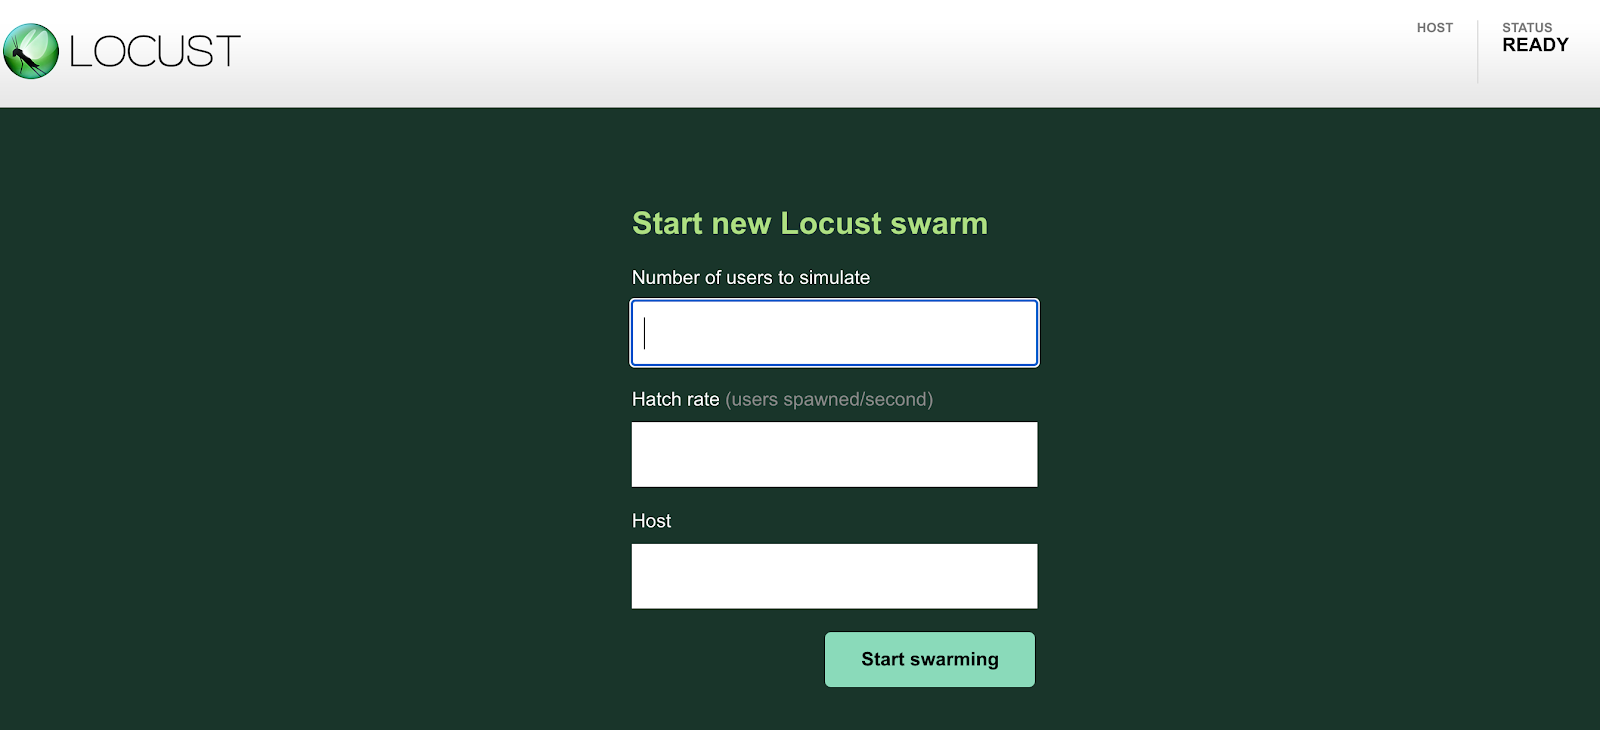 LOCUST
HOST
STATUS
READY
Start new Locust swarm
Number of users to simulate
Hatch rate (users spawned/second)
Host
Start swarming